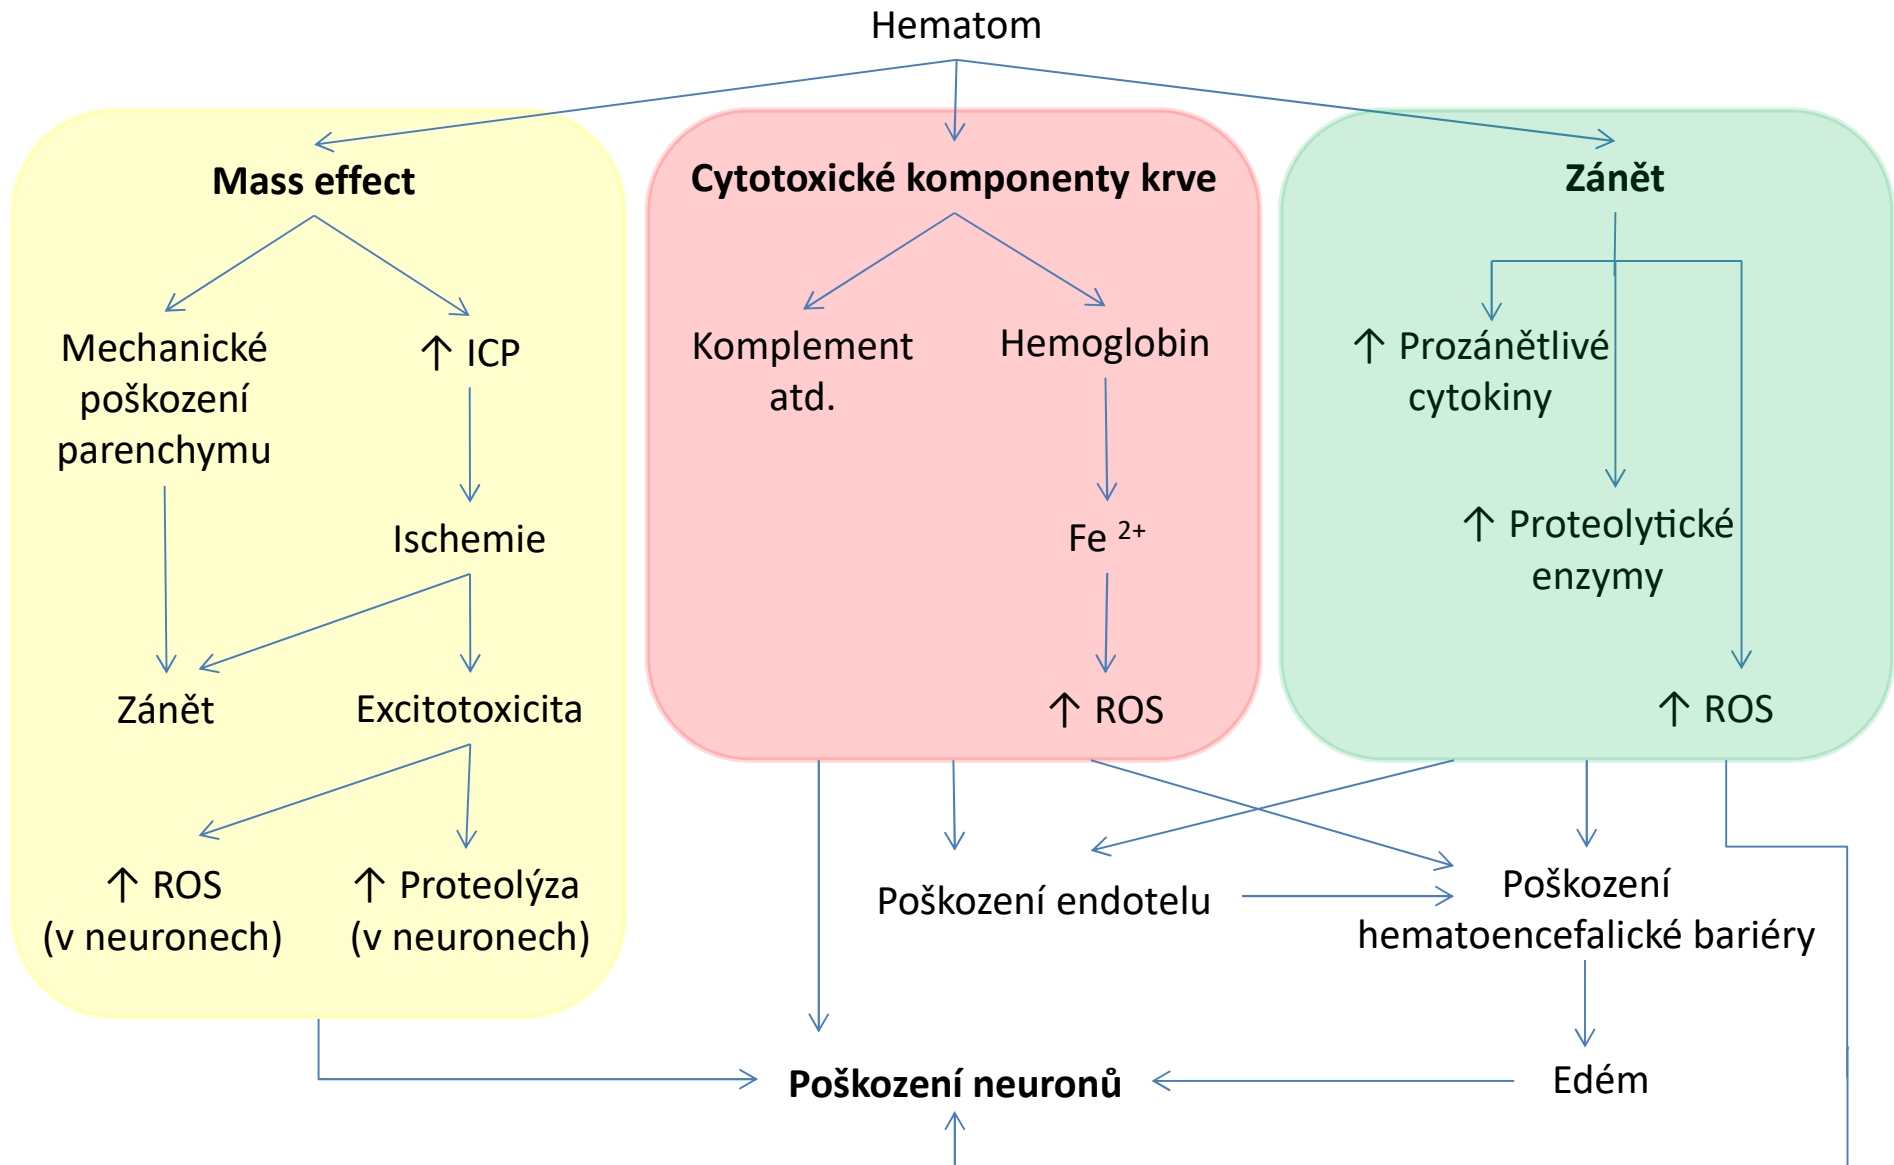 Hematom
Mass effect
Mechanické
poškození
parenchymu
↑ ICP
Ischemie
Zánět
Excitotoxicita
↑ ROS
(v neuronech)
↑ Proteolýza
(v neuronech)
Cytotoxické komponenty krve
Komplement
atd.
Hemoglobin
Fe ²⁺
↑ ROS
Zánět
↑ Prozánětlivé
cytokiny
↑ Proteolytické
enzymy
↑ ROS
Poškození endotelu
Poškození
hematoencefalické bariéry
Poškození neuronů
Edém